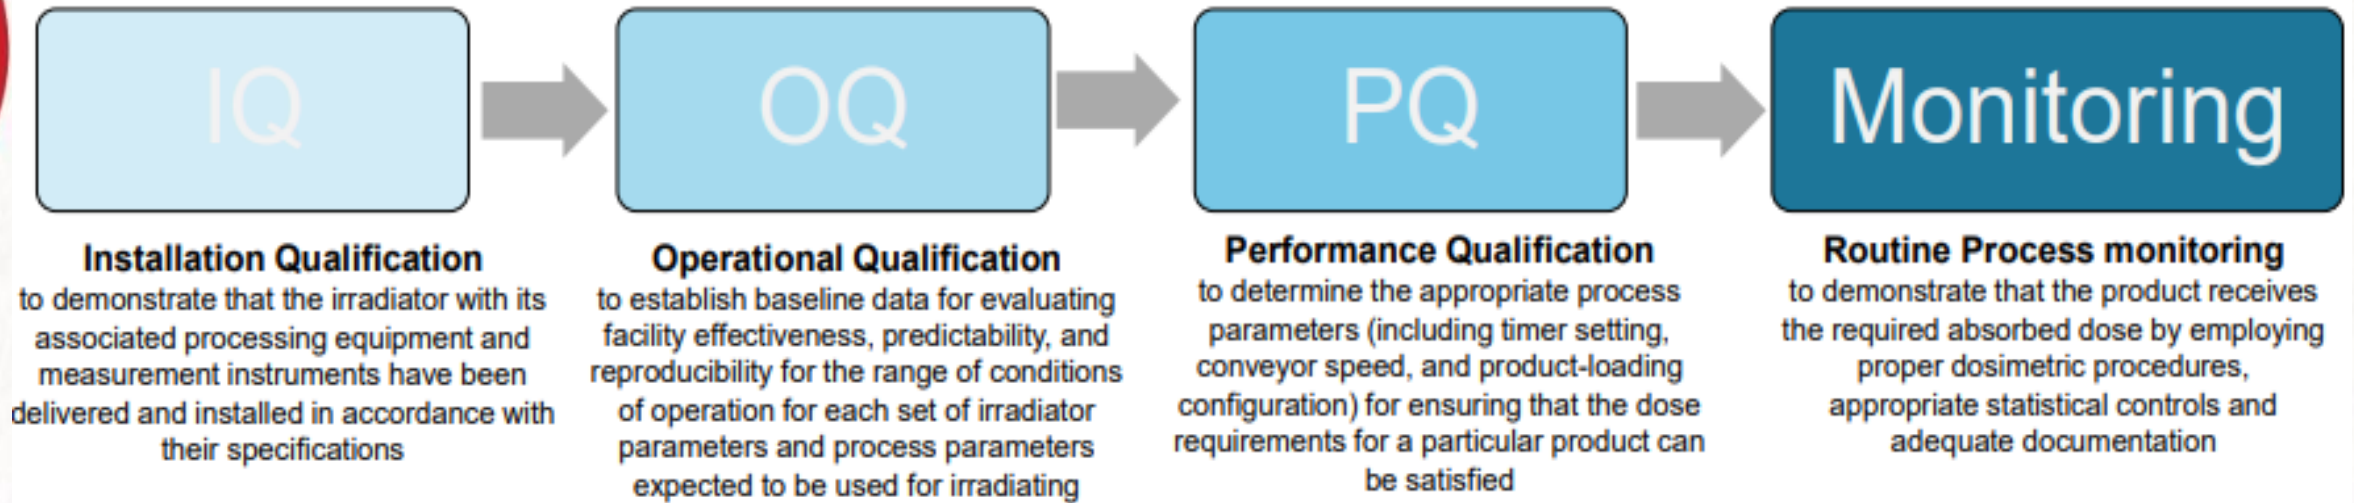 IQ
OQ
PQ
Monitoring
Installation Qualification
to demonstrate that the irradiator with its
associated processing equipment and
measurement instruments have been
delivered and installed in accordance with
their specifications
Operational Qualification
to establish baseline data for evaluating
facility effectiveness, predictability, and
reproducibility for the range of conditions
of operation for each set of irradiator
parameters and process parameters
expected to be used for irradiating
Performance Qualification
to determine the appropriate process
parameters (including timer setting,
conveyor speed, and product-loading
configuration) for ensuring that the dose
requirements for a particular product can
be satisfied
Routine Process monitoring
to demonstrate that the product receives
the required absorbed dose by employing
proper dosimetric procedures,
appropriate statistical controls and
adequate documentation